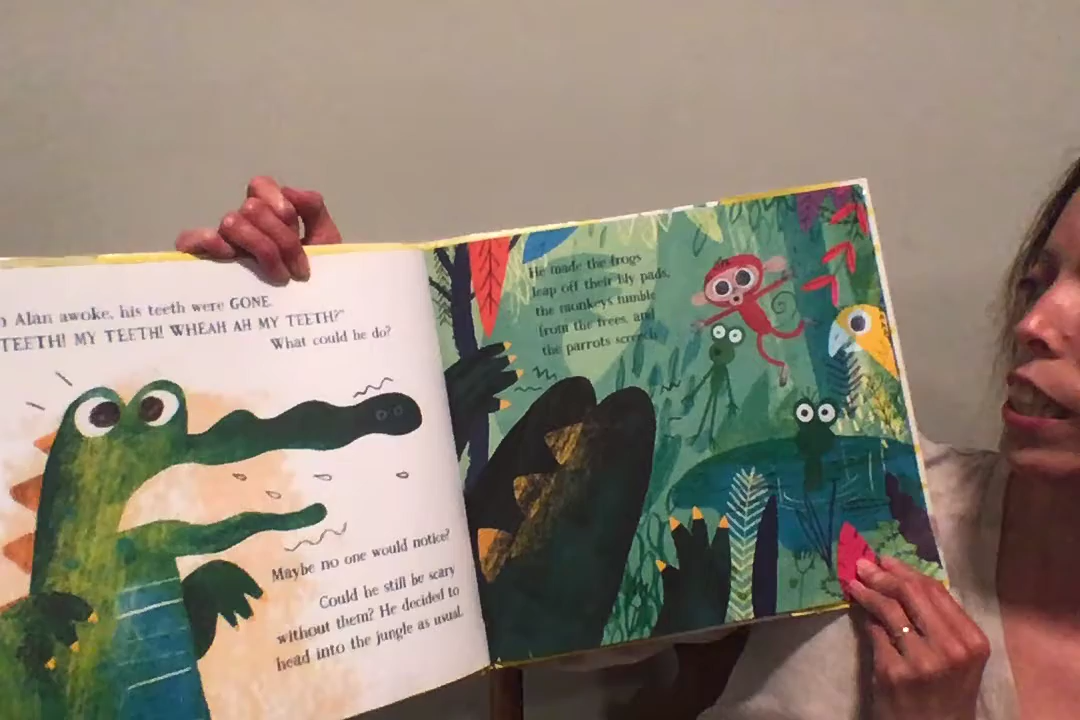 Alan awoke, his teeth were GONE.
TEETH! MY TEETH! WHEAH AH MY TEETH?"
What could he do?
Maybe no one would notice?
Could he still be scary
without them? He decided to
head into the jungle as usual.
He made the frogs
leap off their lily pads,
the monkeys tumble
from the trees, and
the parrots screech.